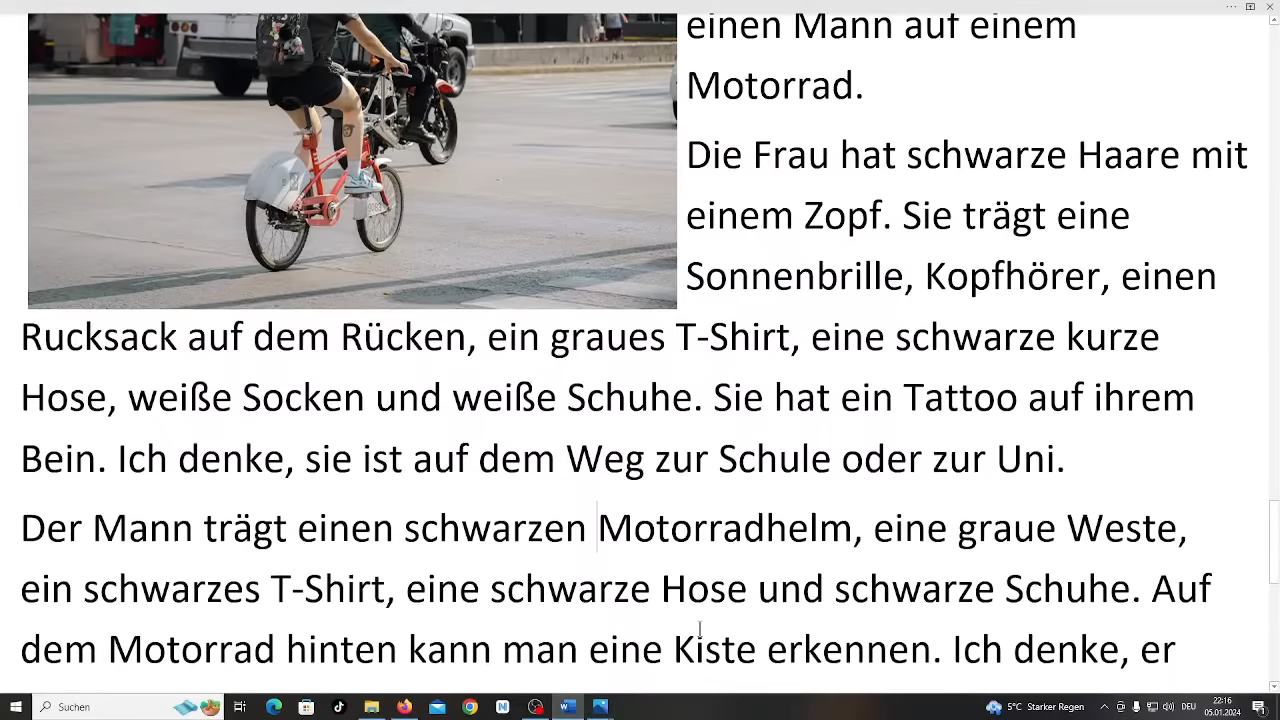 einen Mann auf einem
Motorrad.
Die Frau hat schwarze Haare mit
einem Zopf. Sie trägt eine
Sonnenbrille, Kopfhörer, einen
Rucksack auf dem Rücken, ein graues T-Shirt, eine schwarze kurze
Hose, weiße Socken und weiße Schuhe. Sie hat ein Tattoo auf ihrem
Bein. Ich denke, sie ist auf dem Weg zur Schule oder zur Uni.
Der Mann trägt einen schwarzen Motorradhelm, eine graue Weste,
ein schwarzes T-Shirt, eine schwarze Hose und schwarze Schuhe. Auf
dem Motorrad hinten kann man eine Kiste erkennen. Ich denke, er
Suchen
5°C Starker Regen
22:16
05.01.2024